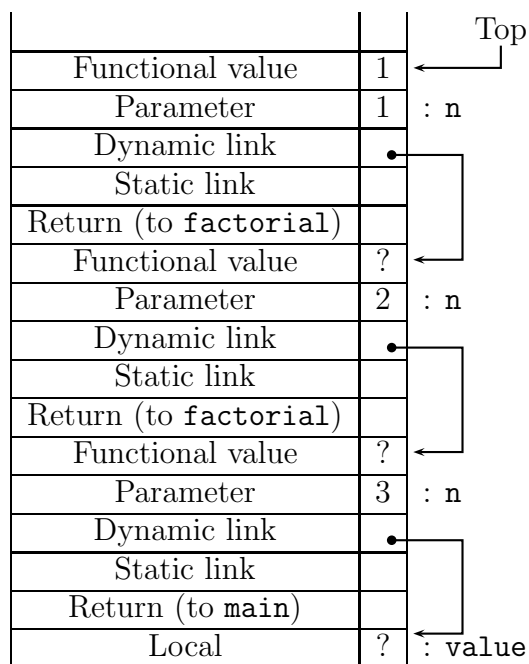 Top
Functional value 1
Parameter 1 : n
Dynamic link
Static link
Return (to factorial)
Functional value ?
Parameter 2 : n
Dynamic link
Static link
Return (to factorial)
Functional value ?
Parameter 3 : n
Dynamic link
Static link
Return (to main)
Local ? : value